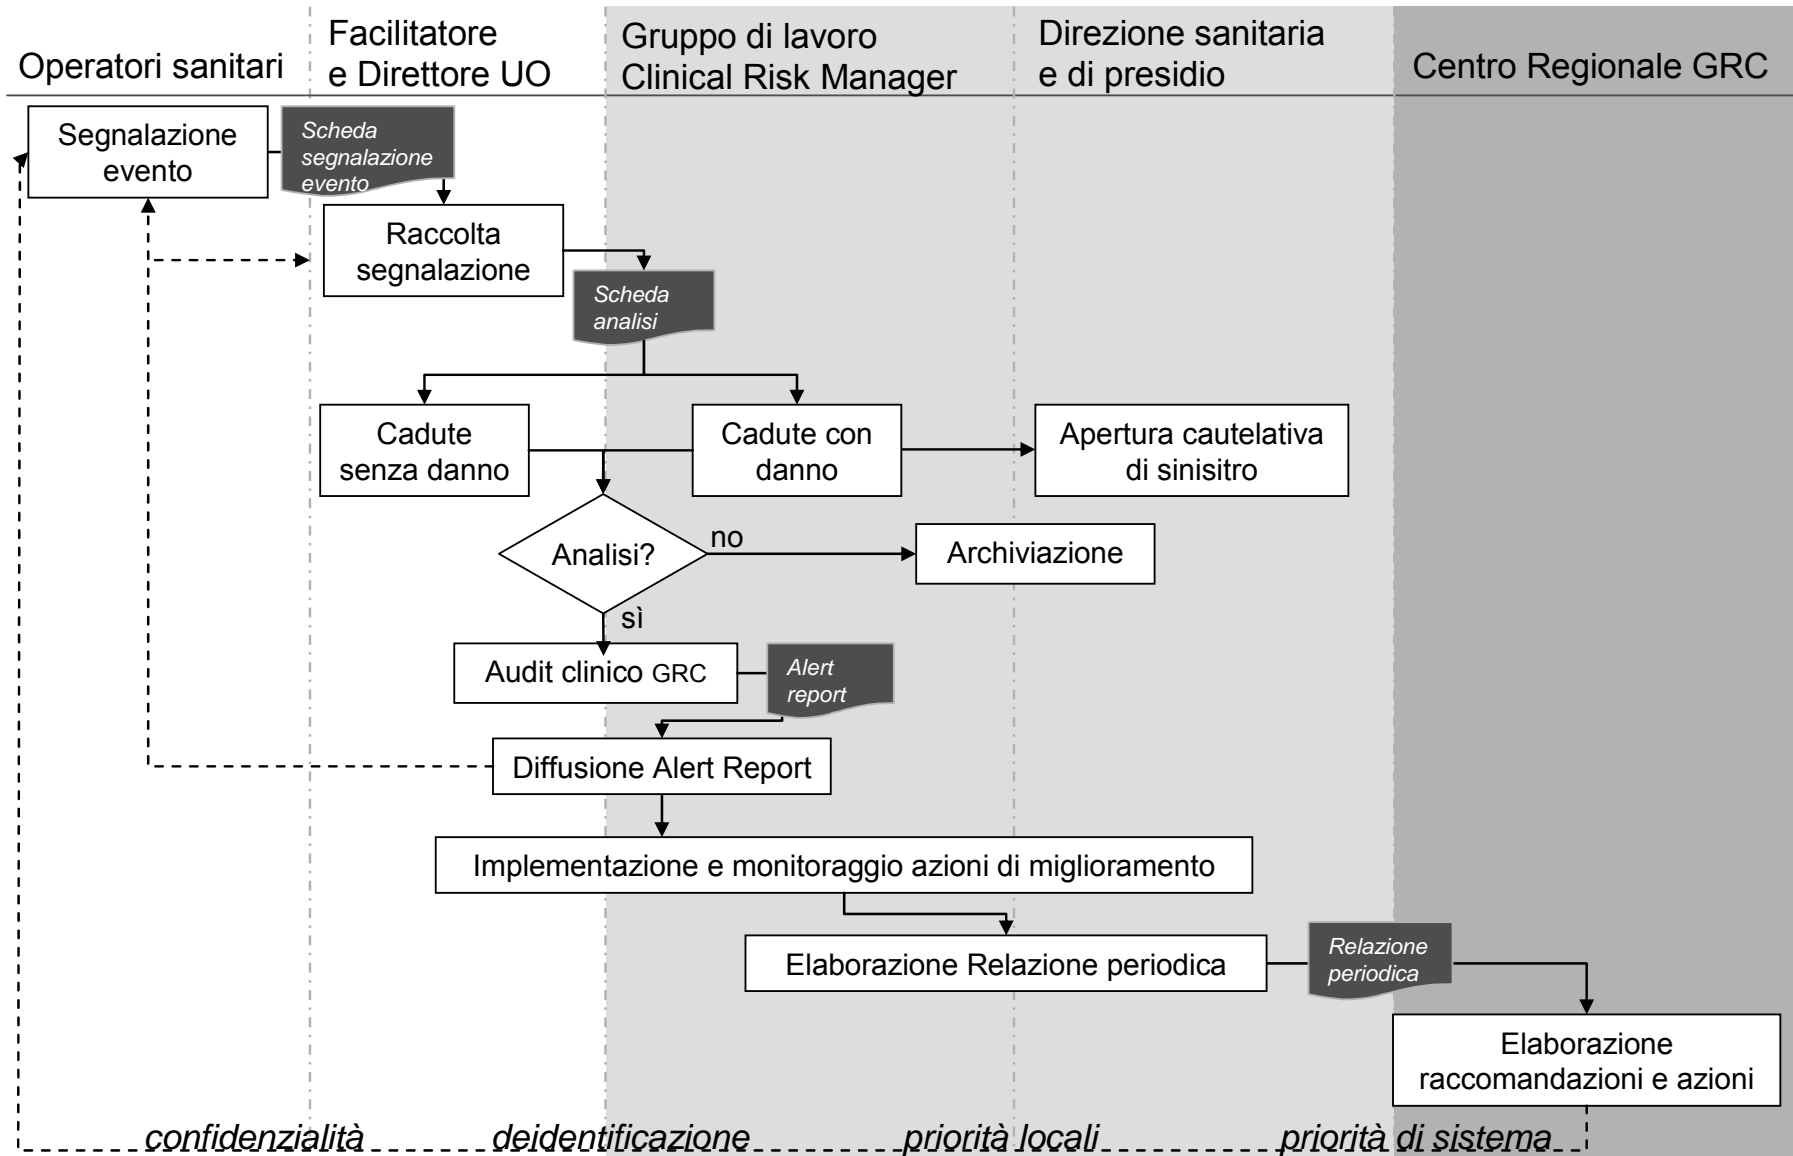 Operatori sanitari
Facilitatore
e Direttore UO
Gruppo di lavoro
Clinical Risk Manager
Direzione sanitaria
e di presidio
Centro Regionale GRC
Segnalazione
evento
Scheda
segnalazione
evento
Raccolta
segnalazione
Scheda
analisi
Cadute
senza danno
Cadute con
danno
Apertura cautelativa
di sinisitro
Analisi?
no
Archiviazione
sì
Audit clinico GRC
Alert
report
Diffusione Alert Report
Implementazione e monitoraggio azioni di miglioramento
Elaborazione Relazione periodica
Relazione
periodica
Elaborazione
raccomandazioni e azioni
confidenzialità
deidentificazione
priorità locali
priorità di sistema